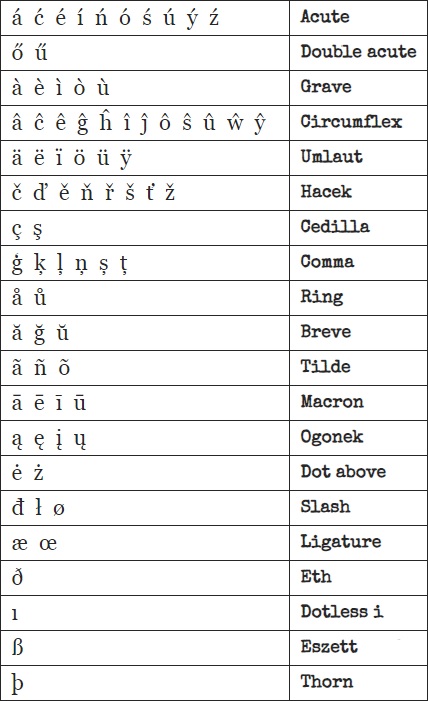 á ć é í ń ó ś ú ý ź Acute
ő ű Double acute
à è ì ò ù Grave
â ĉ ê ĝ ĥ î ĵ ô ŝ û ŵ ŷ Circumflex
ä ë ï ö ü ÿ Umlaut
č ď ě ň ř š ť ž Hacek
ç ş Cedilla
ģ ķ ļ ņ ș ț Comma
å ů Ring
ă ğ ŭ Breve
ã ñ õ Tilde
ā ē ī ū Macron
ą ę į ų Ogonek
ė ż Dot above
đ ł ø Slash
æ œ Ligature
ð Eth
ı Dotless i
ß Eszett
þ Thorn